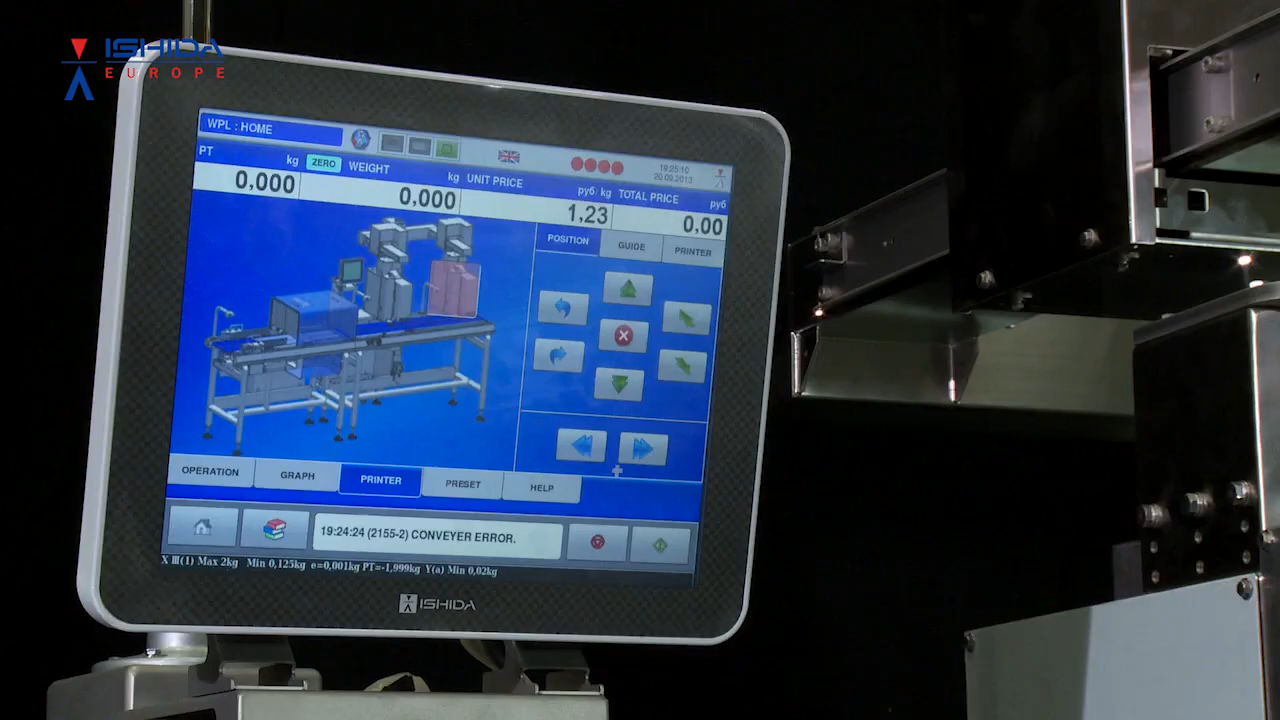 ISHIDA
EUROPE
WPL : HOME
19:25:10
20.09.2013
PT kg ZERO WEIGHT kg UNIT PRICE руб/ kg TOTAL PRICE руб
0,000 0,000 1,23 0,00
POSITION GUIDE PRINTER
OPERATION GRAPH PRINTER PRESET HELP
19:24:24 (2155-2) CONVEYER ERROR.
X III(1) Max 2kg Min 0,125kg e=0,001kg PT=-1,999kg Y(a) Min 0,02kg
ISHIDA